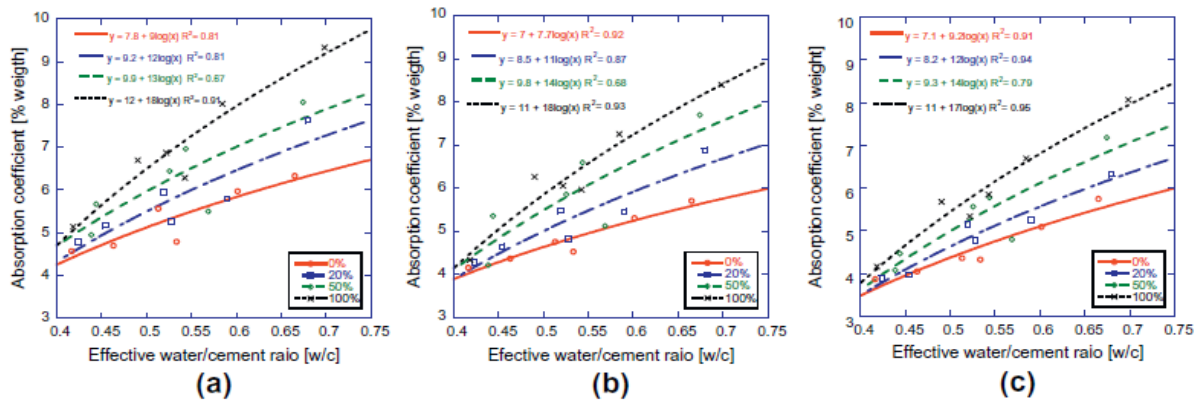 (a)
y = 7.8 + 9log(x) R² = 0.81
y = 9.2 + 12log(x) R² = 0.81
y = 9.9 + 13log(x) R² = 0.67
y = 12 + 18log(x) R² = 0.91
Absorption coefficient [% weigth]
10
9
8
7
6
5
4
3
0%
20%
50%
100%
0.4 0.45 0.5 0.55 0.6 0.65 0.7 0.75
Effective water/cement raio [w/c]
(a)
y = 7 + 7.7log(x) R² = 0.92
y = 8.5 + 11log(x) R² = 0.87
y = 9.8 + 14log(x) R² = 0.68
y = 11 + 18log(x) R² = 0.93
Absorption coefficient [% weigth]
10
9
8
7
6
5
4
3
0%
20%
50%
100%
0.4 0.45 0.5 0.55 0.6 0.65 0.7 0.75
Effective water/cement raio [w/c]
(b)
y = 7.1 + 9.2log(x) R² = 0.91
y = 8.2 + 12log(x) R² = 0.94
y = 9.3 + 14log(x) R² = 0.79
y = 11 + 17log(x) R² = 0.95
Absorption coefficient [% weigth]
10
9
8
7
6
5
4
3
0%
20%
50%
100%
0.4 0.45 0.5 0.55 0.6 0.65 0.7 0.75
Effective water/cement raio [w/c]
(c)